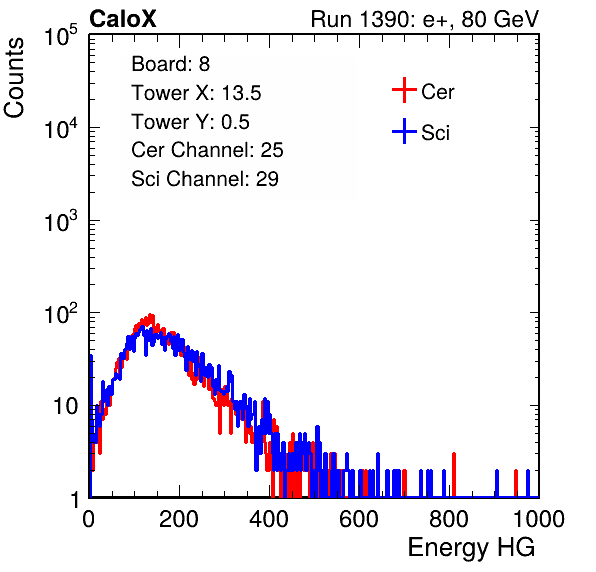 CaloX Run 1390: e+, 80 GeV
Counts
Board: 8
Tower X: 13.5
Tower Y: 0.5
Cer Channel: 25
Sci Channel: 29
Cer
Sci
10^5
10^4
10^3
10^2
10
1
0 200 400 600 800 1000
Energy HG